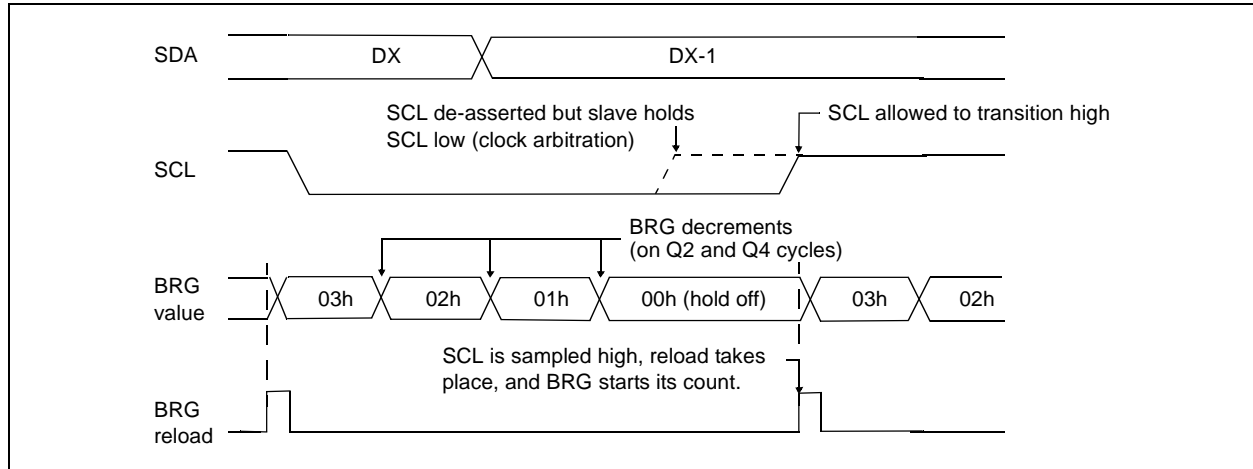 SDA
DX
DX-1
SCL de-asserted but slave holds
SCL low (clock arbitration)
SCL allowed to transition high
SCL
BRG decrements
(on Q2 and Q4 cycles)
BRG
value
03h
02h
01h
00h (hold off)
03h
02h
SCL is sampled high, reload takes
place, and BRG starts its count.
BRG
reload